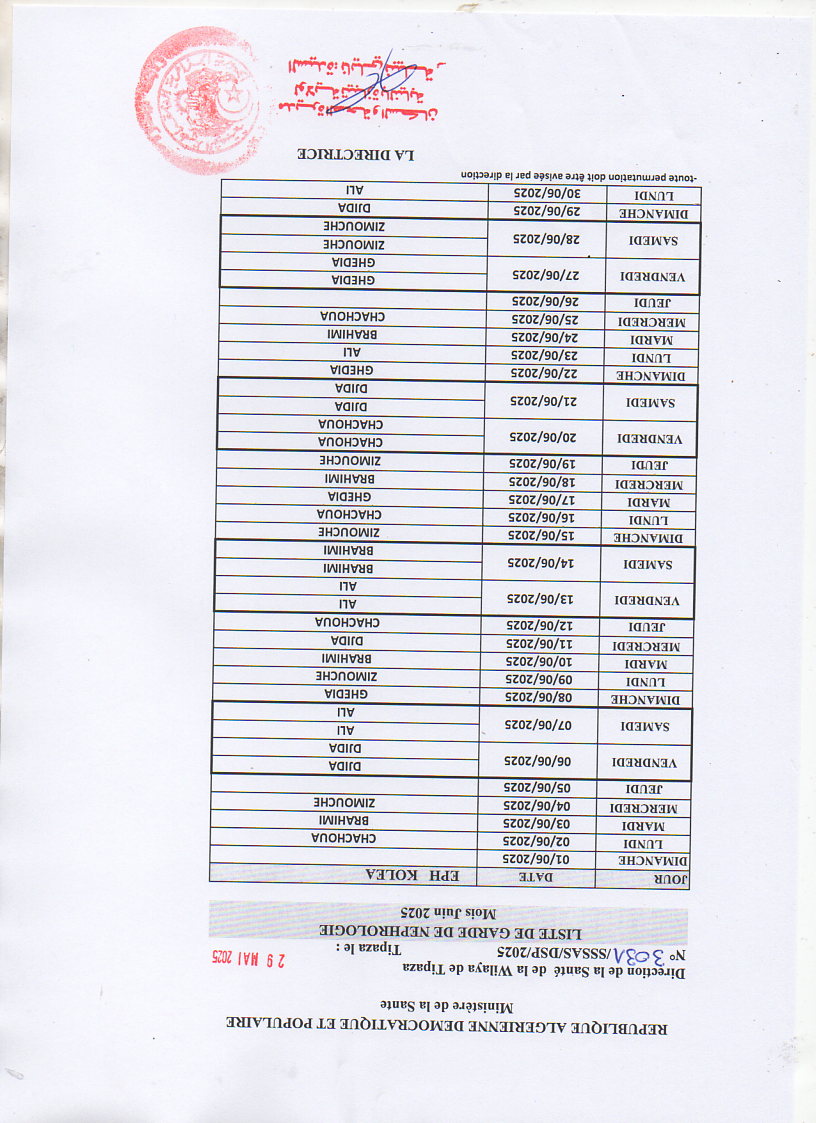 REPUBLIQUE ALGERIENNE DEMOCRATIQUE ET POPULAIRE
Ministère de la Sante
Direction de la Santé de la Wilaya de Tipaza
N° 3031/SSSAS/DSP/2025 Tipaza le : 29 MAI 2025
LISTE DE GARDE DE NEPHROLOGIE
Mois Juin 2025
JOUR DATE EPH KOLEA
DIMANCHE 01/06/2025
LUNDI 02/06/2025 CHACHOUA
MARDI 03/06/2025 BRAHIMI
MERCREDI 04/06/2025 ZIMOUCHE
JEUDI 05/06/2025
VENDREDI 06/06/2025 DJIDA
DJIDA
SAMEDI 07/06/2025 ALI
ALI
DIMANCHE 08/06/2025 GHEDIA
LUNDI 09/06/2025 ZIMOUCHE
MARDI 10/06/2025 BRAHIMI
MERCREDI 11/06/2025 DJIDA
JEUDI 12/06/2025 CHACHOUA
VENDREDI 13/06/2025 ALI
ALI
SAMEDI 14/06/2025 BRAHIMI
BRAHIMI
DIMANCHE 15/06/2025 ZIMOUCHE
LUNDI 16/06/2025 CHACHOUA
MARDI 17/06/2025 GHEDIA
MERCREDI 18/06/2025 BRAHIMI
JEUDI 19/06/2025 ZIMOUCHE
VENDREDI 20/06/2025 CHACHOUA
CHACHOUA
SAMEDI 21/06/2025 DJIDA
DJIDA
DIMANCHE 22/06/2025 GHEDIA
LUNDI 23/06/2025 ALI
MARDI 24/06/2025 BRAHIMI
MERCREDI 25/06/2025 CHACHOUA
JEUDI 26/06/2025
VENDREDI 27/06/2025 GHEDIA
GHEDIA
SAMEDI 28/06/2025 ZIMOUCHE
ZIMOUCHE
DIMANCHE 29/06/2025 DJIDA
LUNDI 30/06/2025 ALI
-toute permutation doit être avisée par la direction
LA DIRECTRICE
مديرة الصحة والسكان
لولاية تيبازة بالنيابة
السيدة: نايلي نبيلة